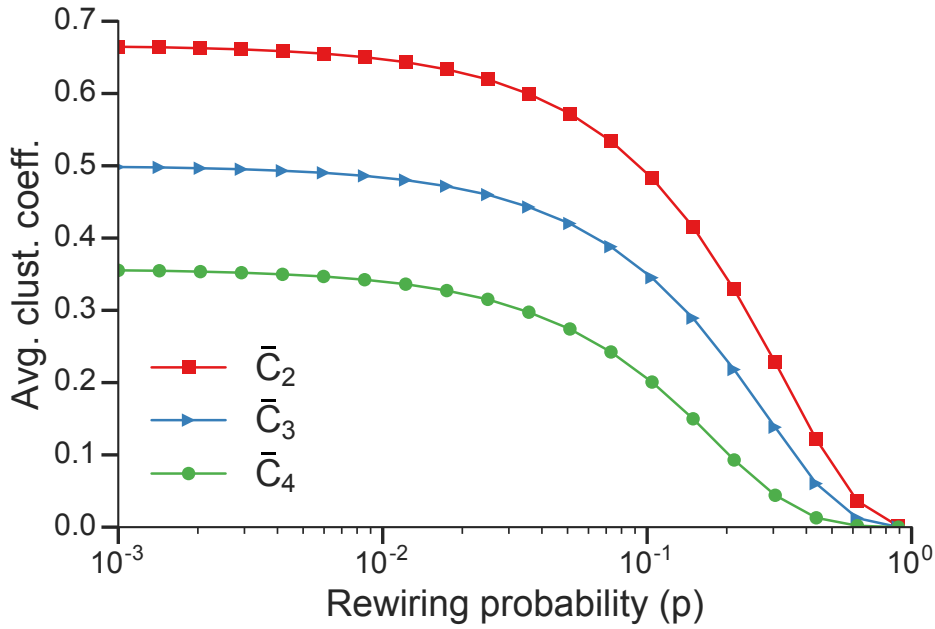 0.7
0.6
0.5
0.4
0.3
0.2
0.1
0.0
Avg. clust. coeff.
C̄₂
C̄₃
C̄₄
10⁻³ 10⁻² 10⁻¹ 10⁰
Rewiring probability (p)